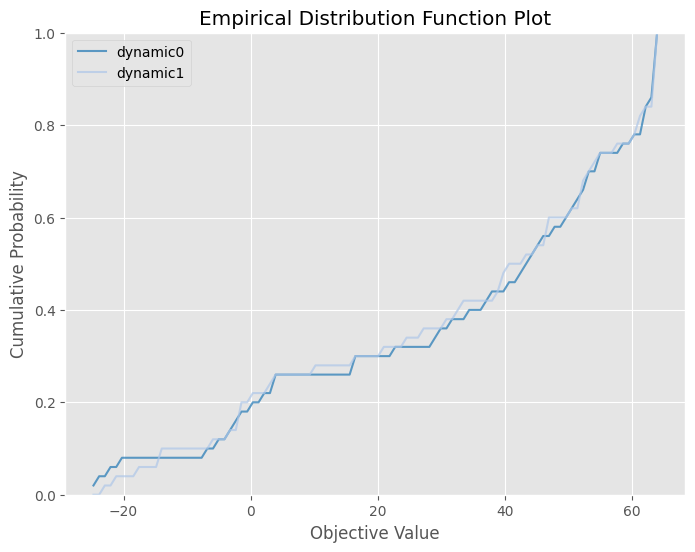 Empirical Distribution Function Plot
dynamic0
dynamic1
Cumulative Probability
1.0
0.8
0.6
0.4
0.2
0.0
−20
0
20
40
60
Objective Value